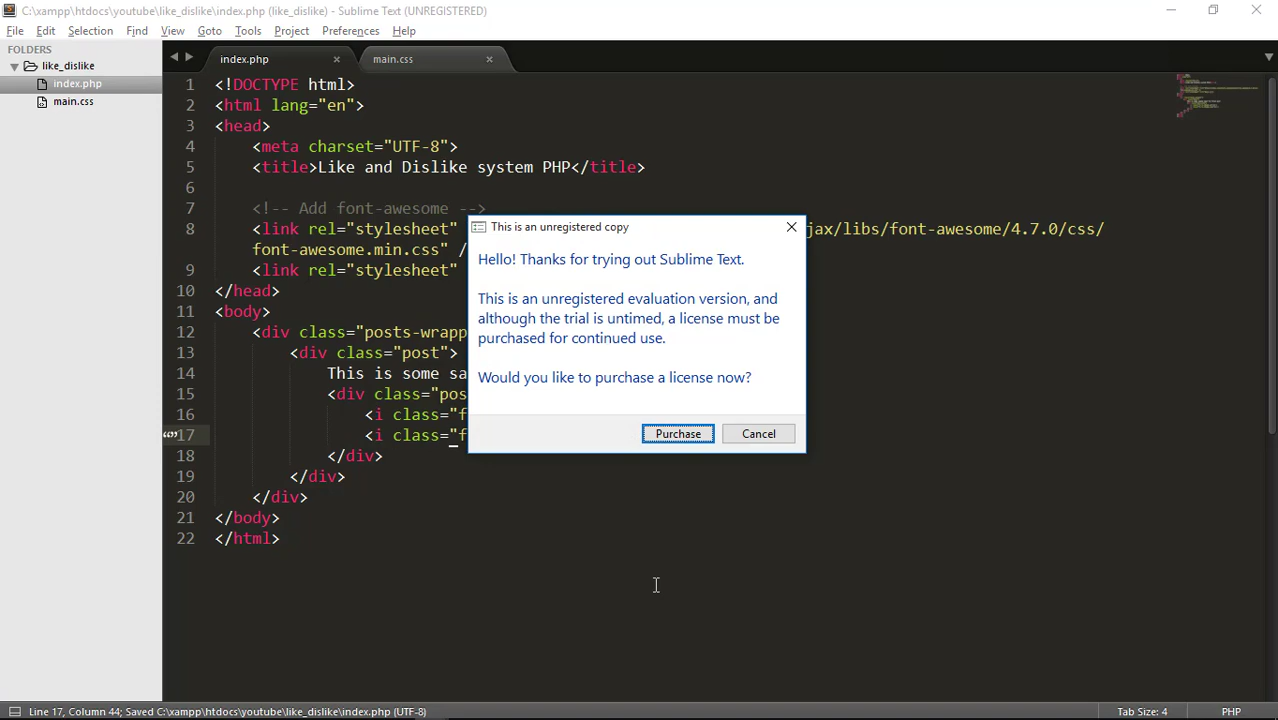 C:\xampp\htdocs\youtube\like_dislike\index.php (like_dislike) - Sublime Text (UNREGISTERED)
File Edit Selection Find View Goto Tools Project Preferences Help
FOLDERS
like_dislike
index.php
main.css
index.php main.css
1 <!DOCTYPE html>
2 <html lang="en">
3 <head>
4 <meta charset="UTF-8">
5 <title>Like and Dislike system PHP</title>
6
7 <!-- Add font-awesome -->
8 <link rel="stylesheet" jax/libs/font-awesome/4.7.0/css/
font-awesome.min.css" /
9 <link rel="stylesheet"
10 </head>
11 <body>
12 <div class="posts-wrapp
13 <div class="post">
14 This is some sa
15 <div class="pos
16 <i class="f
17 <i class="f
18 </div>
19 </div>
20 </div>
21 </body>
22 </html>
This is an unregistered copy
Hello! Thanks for trying out Sublime Text.
This is an unregistered evaluation version, and
although the trial is untimed, a license must be
purchased for continued use.
Would you like to purchase a license now?
Purchase Cancel
Line 17, Column 44; Saved C:\xampp\htdocs\youtube\like_dislike\index.php (UTF-8) Tab Size: 4 PHP